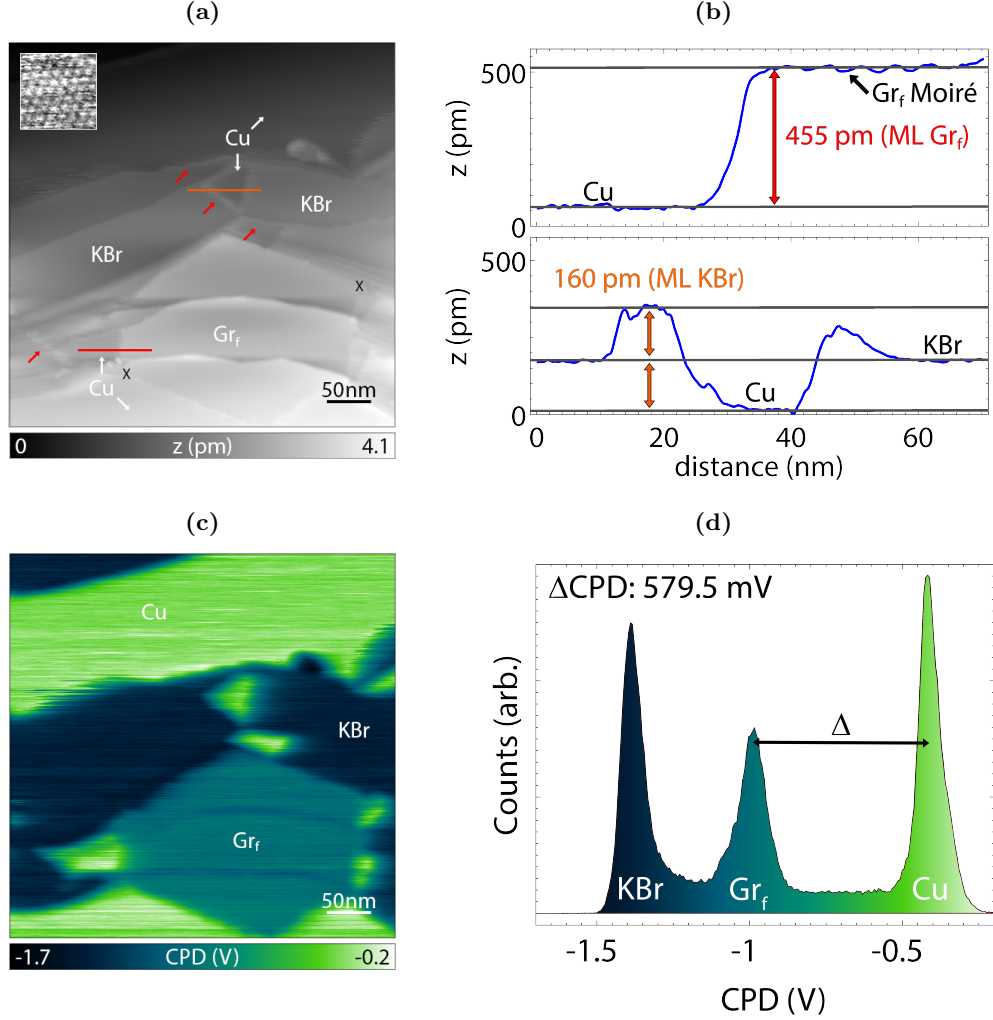 (a)
Cu
KBr
KBr
x
Gr_f
Cu
x
50nm
0 z (pm) 4.1
(b)
500
z (pm)
0
Cu
Gr_f Moiré
455 pm (ML Gr_f)
500
z (pm)
0
160 pm (ML KBr)
Cu
KBr
0 20 40 60
distance (nm)
(c)
Cu
KBr
Gr_f
50nm
-1.7 CPD (V) -0.2
(d)
ΔCPD: 579.5 mV
Counts (arb.)
Δ
KBr Gr_f Cu
-1.5 -1 -0.5
CPD (V)